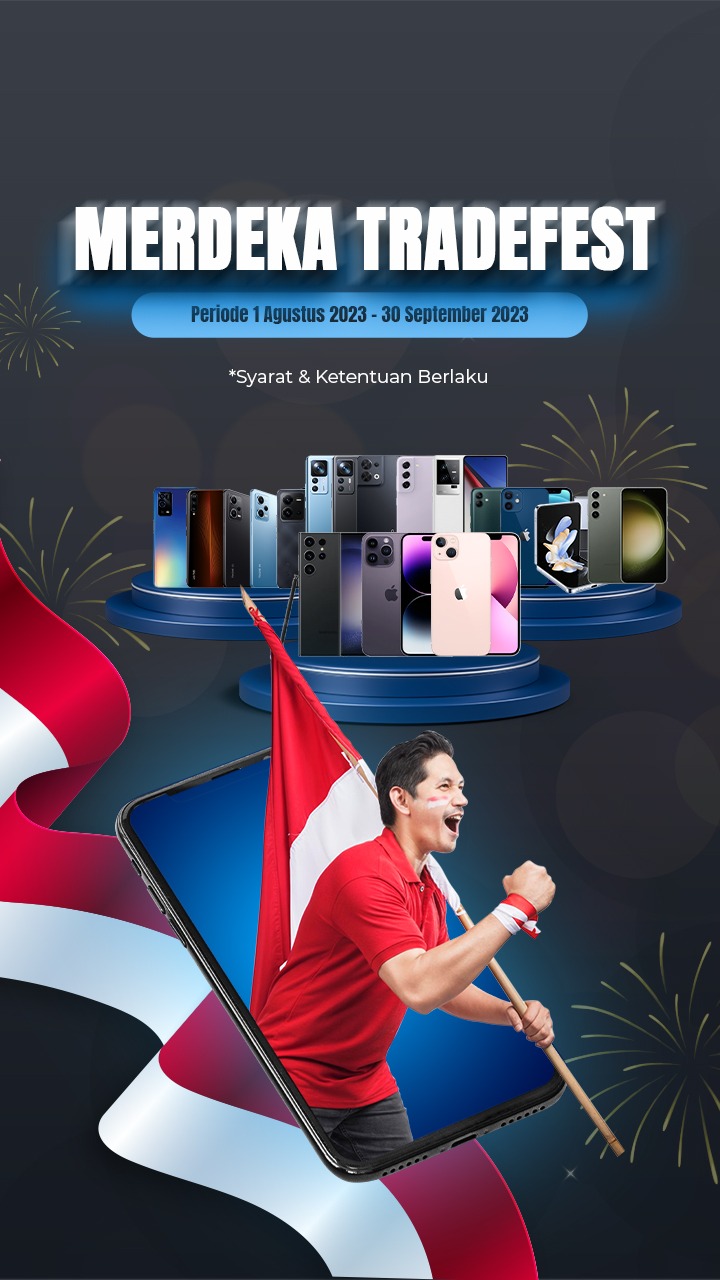 MERDEKA TRADEFEST
Periode 1 Agustus 2023 - 30 September 2023
*Syarat & Ketentuan Berlaku